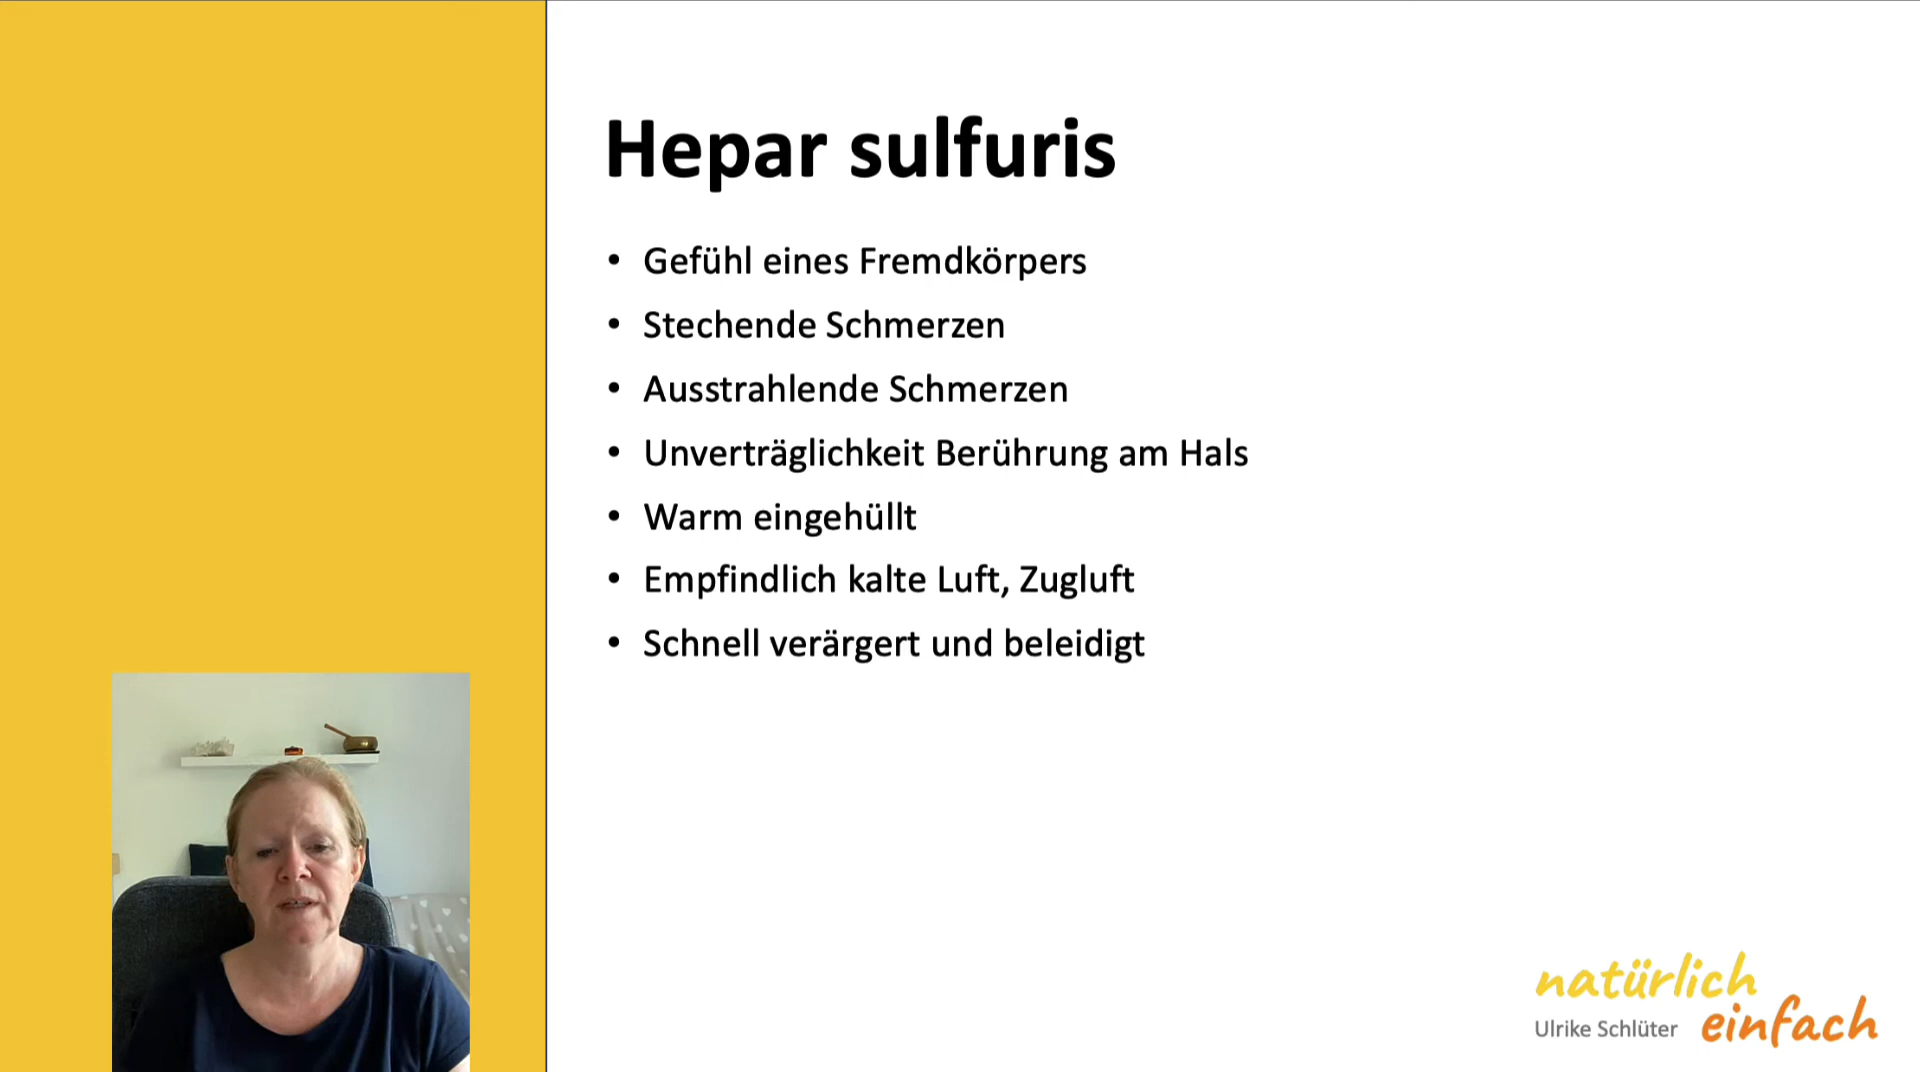 Hepar sulfuris
• Gefühl eines Fremdkörpers
• Stechende Schmerzen
• Ausstrahlende Schmerzen
• Unverträglichkeit Berührung am Hals
• Warm eingehüllt
• Empfindlich kalte Luft, Zugluft
• Schnell verärgert und beleidigt
natürlich
Ulrike Schlüter einfach